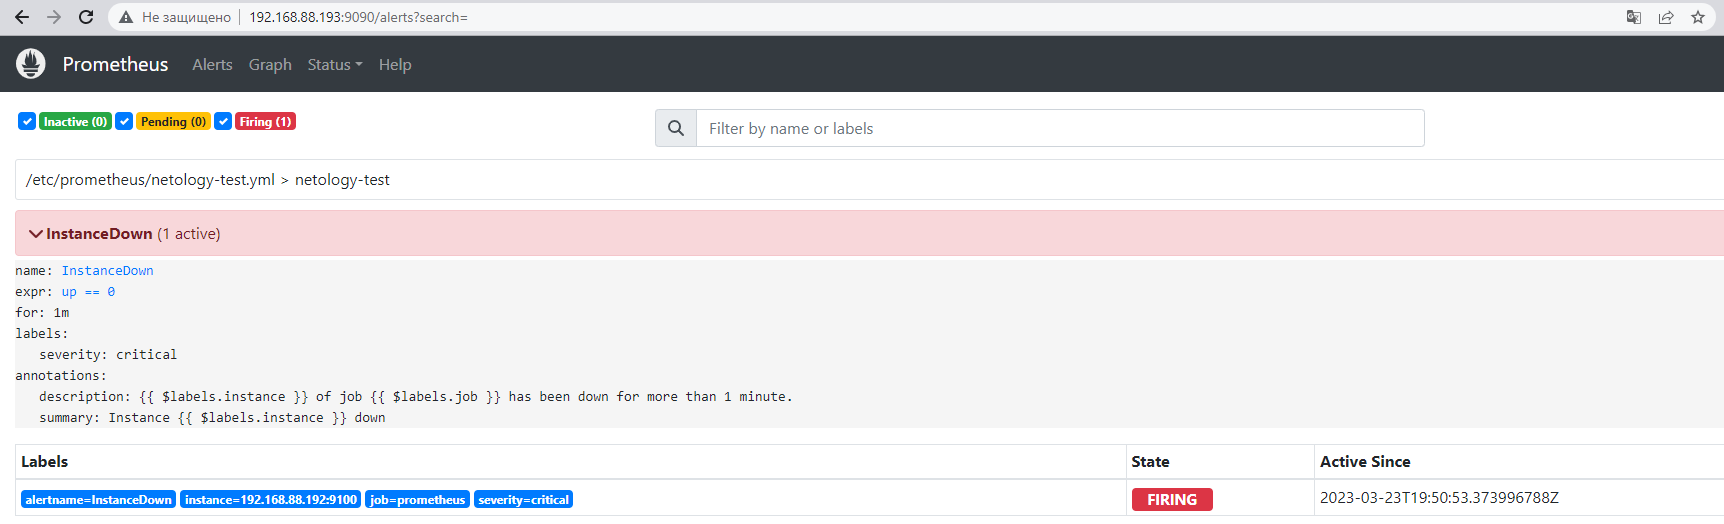 Не защищено 192.168.88.193:9090/alerts?search=
Prometheus Alerts Graph Status Help
Inactive (0) Pending (0) Firing (1) Filter by name or labels
/etc/prometheus/netology-test.yml > netology-test
InstanceDown (1 active)
name: InstanceDown
expr: up == 0
for: 1m
labels:
severity: critical
annotations:
description: {{ $labels.instance }} of job {{ $labels.job }} has been down for more than 1 minute.
summary: Instance {{ $labels.instance }} down
Labels State Active Since
alertname=InstanceDown instance=192.168.88.192:9100 job=prometheus severity=critical FIRING 2023-03-23T19:50:53.373996788Z